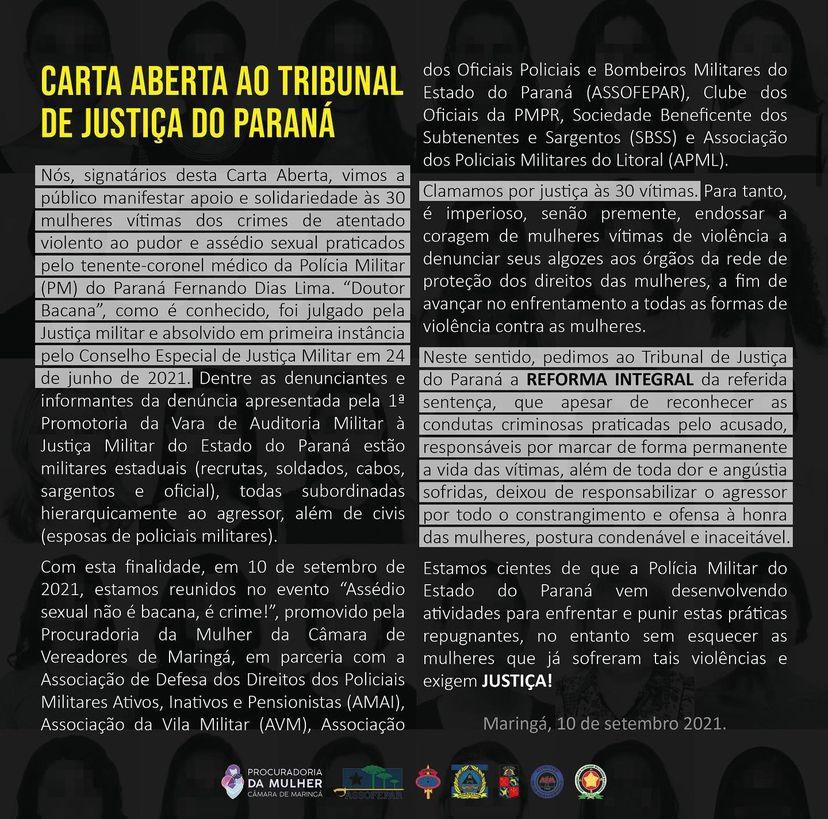 CARTA ABERTA AO TRIBUNAL
DE JUSTIÇA DO PARANÁ
Nós, signatários desta Carta Aberta, vimos a
público manifestar apoio e solidariedade às 30
mulheres vítimas dos crimes de atentado
violento ao pudor e assédio sexual praticados
pelo tenente-coronel médico da Polícia Militar
(PM) do Paraná Fernando Dias Lima. “Doutor
Bacana”, como é conhecido, foi julgado pela
Justiça militar e absolvido em primeira instância
pelo Conselho Especial de Justiça Militar em 24
de junho de 2021. Dentre as denunciantes e
informantes da denúncia apresentada pela 1ª
Promotoria da Vara de Auditoria Militar à
Justiça Militar do Estado do Paraná estão
militares estaduais (recrutas, soldados, cabos,
sargentos e oficial), todas subordinadas
hierarquicamente ao agressor, além de civis
(esposas de policiais militares).
Com esta finalidade, em 10 de setembro de
2021, estamos reunidos no evento “Assédio
sexual não é bacana, é crime!”, promovido pela
Procuradoria da Mulher da Câmara de
Vereadores de Maringá, em parceria com a
Associação de Defesa dos Direitos dos Policiais
Militares Ativos, Inativos e Pensionistas (AMAI),
Associação da Vila Militar (AVM), Associação
dos Oficiais Policiais e Bombeiros Militares do
Estado do Paraná (ASSOFEPAR), Clube dos
Oficiais da PMPR, Sociedade Beneficente dos
Subtenentes e Sargentos (SBSS) e Associação
dos Policiais Militares do Litoral (APML).
Clamamos por justiça às 30 vítimas. Para tanto,
é imperioso, senão premente, endossar a
coragem de mulheres vítimas de violência a
denunciar seus algozes aos órgãos da rede de
proteção dos direitos das mulheres, a fim de
avançar no enfrentamento a todas as formas de
violência contra as mulheres.
Neste sentido, pedimos ao Tribunal de Justiça
do Paraná a REFORMA INTEGRAL da referida
sentença, que apesar de reconhecer as
condutas criminosas praticadas pelo acusado,
responsáveis por marcar de forma permanente
a vida das vítimas, além de toda dor e angústia
sofridas, deixou de responsabilizar o agressor
por todo o constrangimento e ofensa à honra
das mulheres, postura condenável e inaceitável.
Estamos cientes de que a Polícia Militar do
Estado do Paraná vem desenvolvendo
atividades para enfrentar e punir estas práticas
repugnantes, no entanto sem esquecer as
mulheres que já sofreram tais violências e
exigem JUSTIÇA!
Maringá, 10 de setembro 2021.
PROCURADORIA
DA MULHER
CÂMARA DE MARINGÁ
ASSOFEPAR